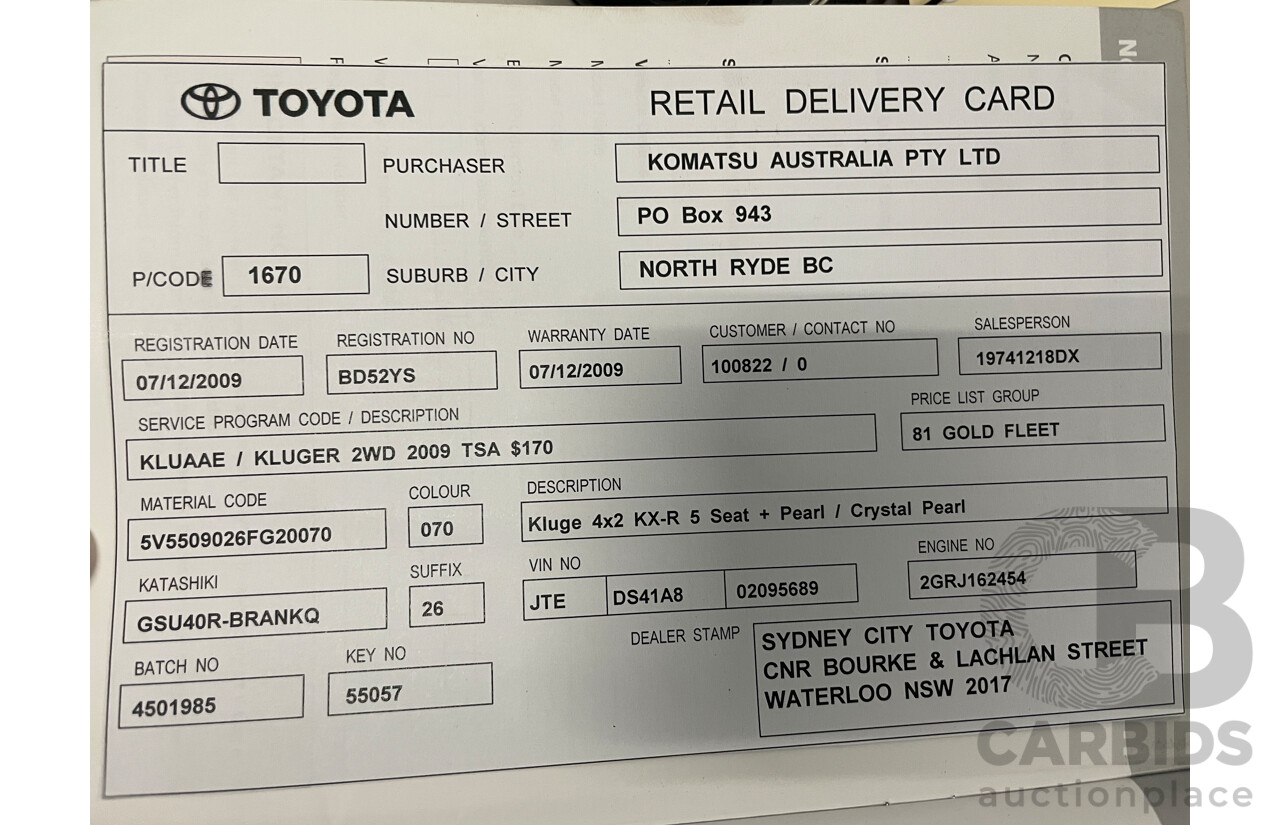 TOYOTA RETAIL DELIVERY CARD
TITLE PURCHASER KOMATSU AUSTRALIA PTY LTD
NUMBER / STREET PO Box 943
P/CODE 1670 SUBURB / CITY NORTH RYDE BC
REGISTRATION DATE REGISTRATION NO WARRANTY DATE CUSTOMER / CONTACT NO SALESPERSON
07/12/2009 BD52YS 07/12/2009 100822 / 0 19741218DX
SERVICE PROGRAM CODE / DESCRIPTION PRICE LIST GROUP
KLUAAE / KLUGER 2WD 2009 TSA $170 81 GOLD FLEET
MATERIAL CODE COLOUR DESCRIPTION
5V5509026FG20070 070 Kluge 4x2 KX-R 5 Seat + Pearl / Crystal Pearl
KATASHIKI SUFFIX VIN NO ENGINE NO
GSU40R-BRANKQ 26 JTE DS41A8 02095689 2GRJ162454
BATCH NO KEY NO DEALER STAMP
4501985 55057
SYDNEY CITY TOYOTA
CNR BOURKE & LACHLAN STREET
WATERLOO NSW 2017
CB
CARBIDS
auctionplace